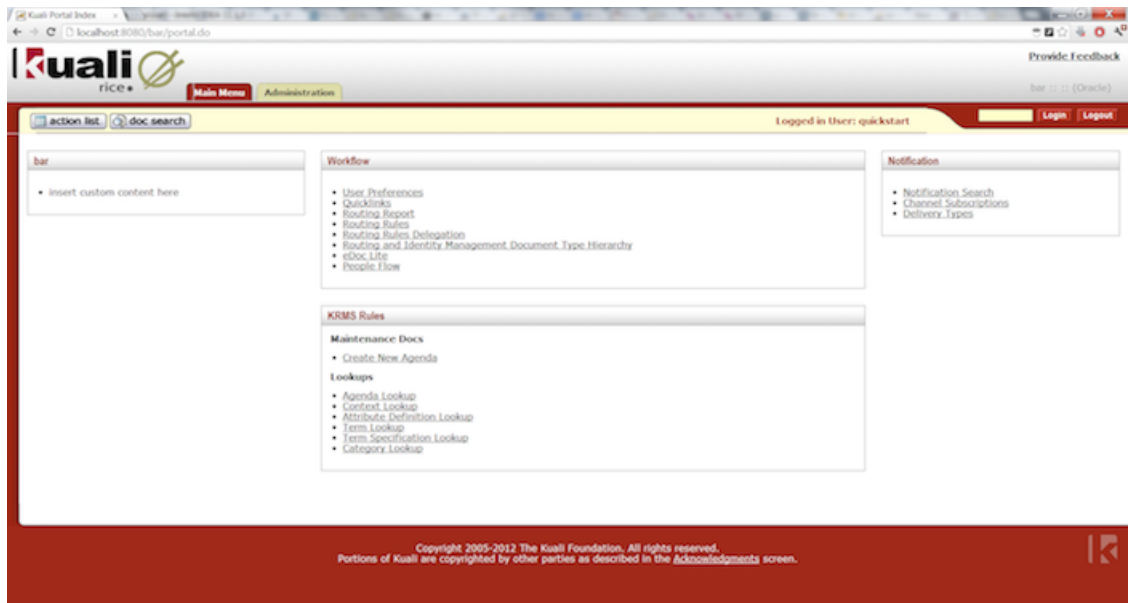 Kuali Portal Index
localhost:8080/bar/portal.do
Kuali
rice
Provide Feedback
Main Menu
Administration
bar :: :: (Oracle)
action list
doc search
Logged in User: quickstart
Login
Logout
bar
insert custom content here
Workflow
User Preferences
Quicklinks
Routing Report
Routing Rules
Routing Rules Delegation
Routing and Identity Management Document Type Hierarchy
eDoc Lite
People Flow
KRMS Rules
Maintenance Docs
Create New Agenda
Lookups
Agenda Lookup
Context Lookup
Attribute Definition Lookup
Term Lookup
Term Specification Lookup
Category Lookup
Notification
Notification Search
Channel Subscriptions
Delivery Types
Copyright 2005-2012 The Kuali Foundation. All rights reserved.
Portions of Kuali are copyrighted by other parties as described in the Acknowledgments screen.